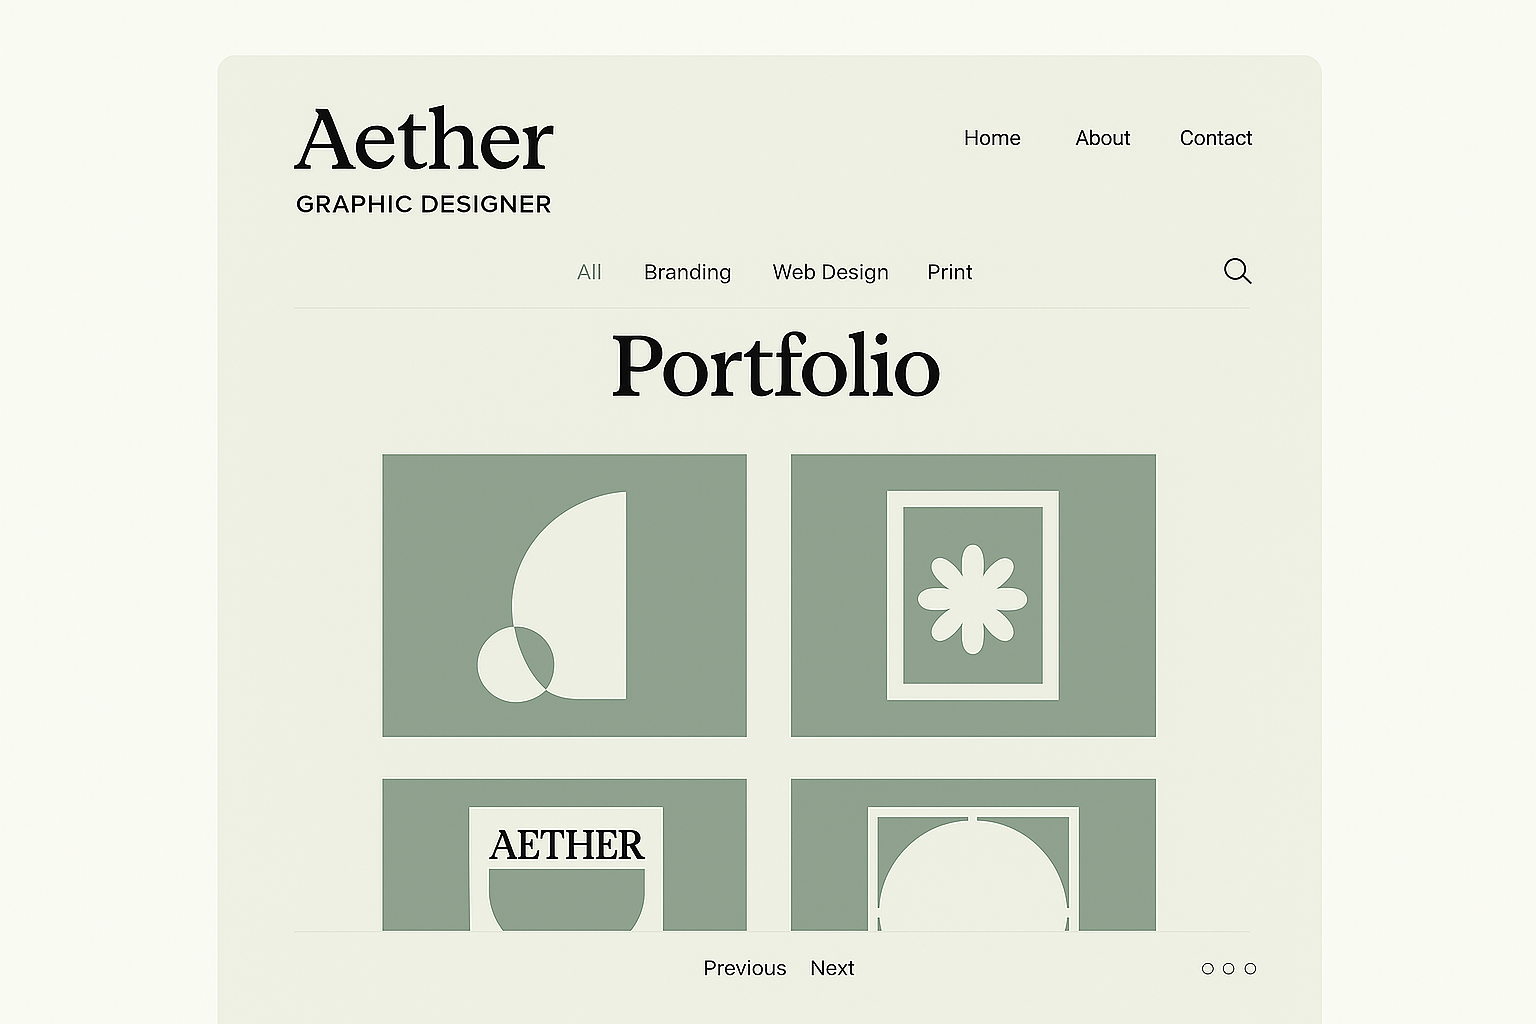 Aether
GRAPHIC DESIGNER
Home About Contact
All Branding Web Design Print
Portfolio
AETHER
Previous Next